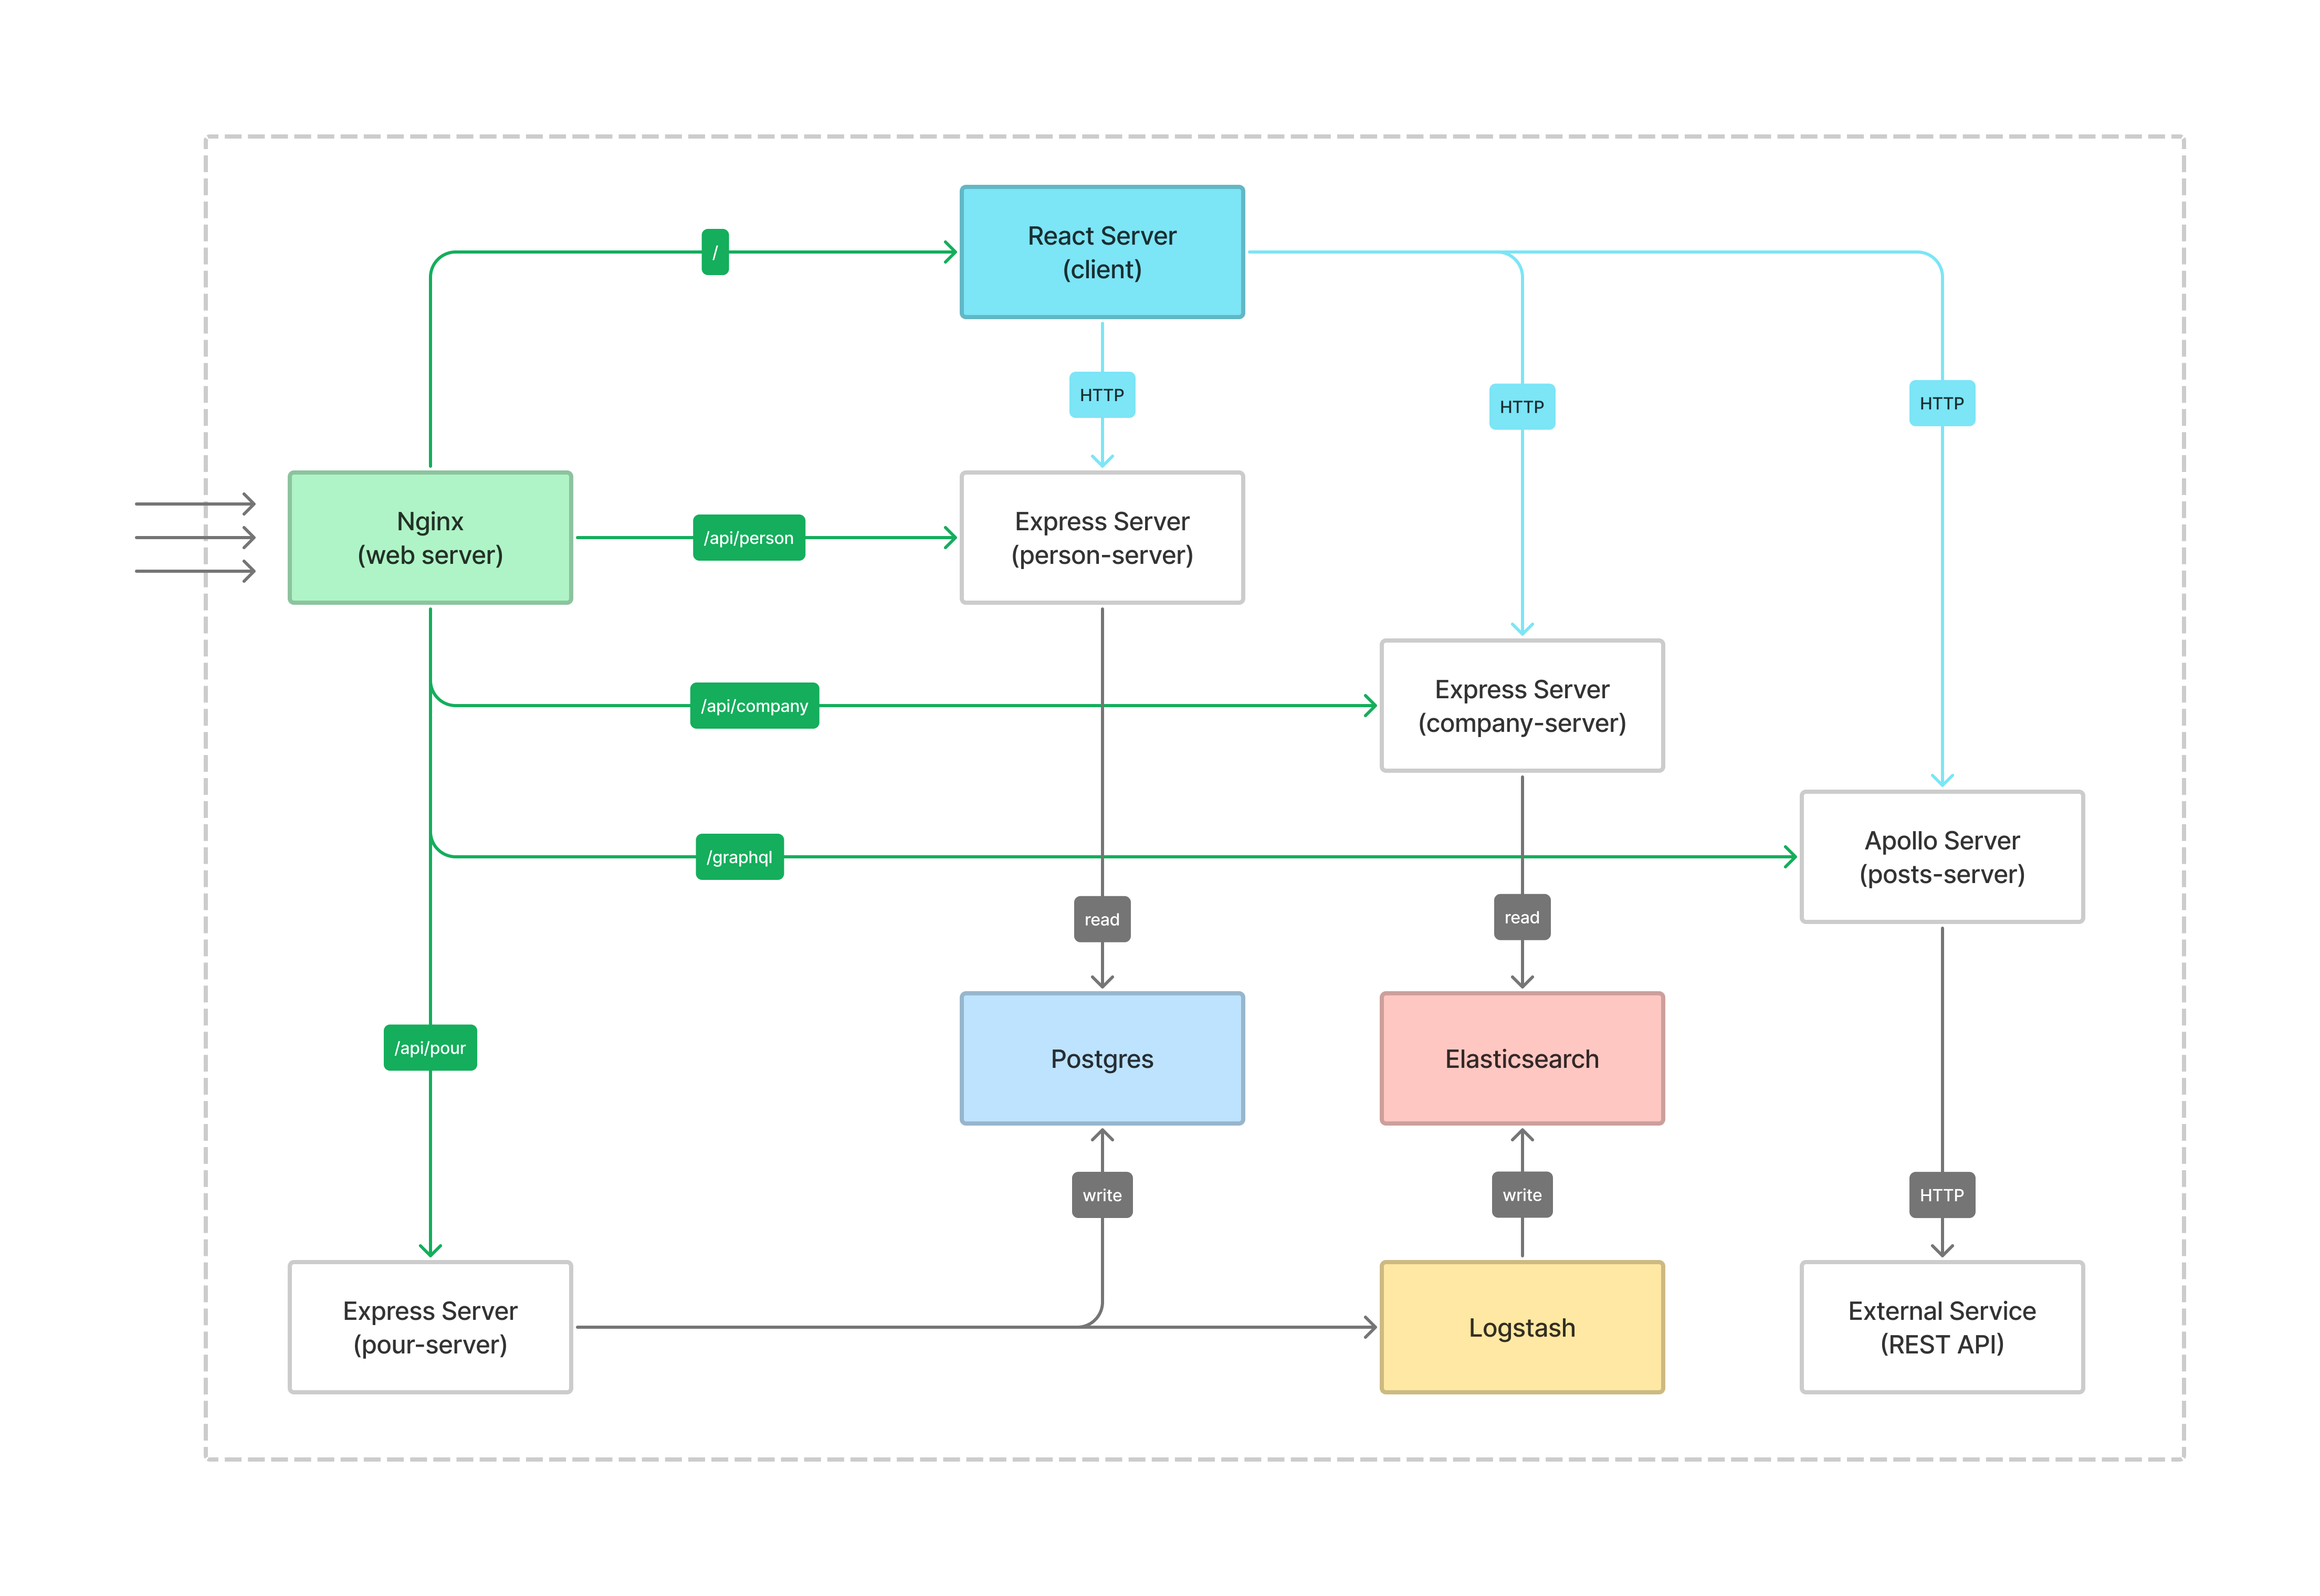 React Server
(client)
/
HTTP
HTTP
HTTP
Nginx
(web server)
/api/person
Express Server
(person-server)
/api/company
Express Server
(company-server)
/graphql
Apollo Server
(posts-server)
read
read
/api/pour
Postgres
Elasticsearch
write
write
HTTP
Express Server
(pour-server)
Logstash
External Service
(REST API)